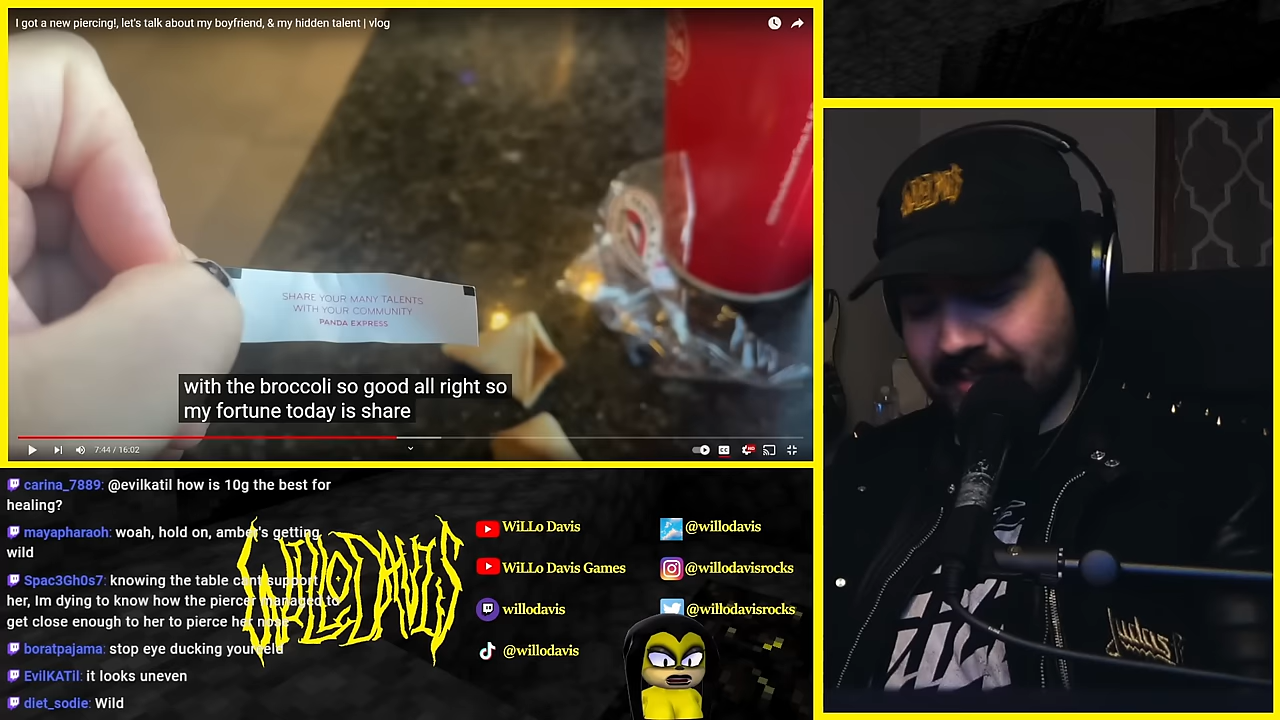 I got a new piercing!, let's talk about my boyfriend, & my hidden talent | vlog
SHARE YOUR MANY TALENTS
WITH YOUR COMMUNITY
PANDA EXPRESS
with the broccoli so good all right so
my fortune today is share
7:44 / 16:02
CC
HD
carina_7889: @evilkatil how is 10g the best for
healing?
mayapharaoh: woah, hold on, amber's getting
wild
Spac3Gh0s7: knowing the table cant support
her, Im dying to know how the piercer managed to
get close enough to her to pierce her nose
boratpajama: stop eye ducking yourself
EvilKATil: it looks uneven
diet_sodie: Wild
WILLO DAVIS
WiLLo Davis
WiLLo Davis Games
willodavis
@willodavis
@willodavis
@willodavisrocks
@willodavisrocks
Judas